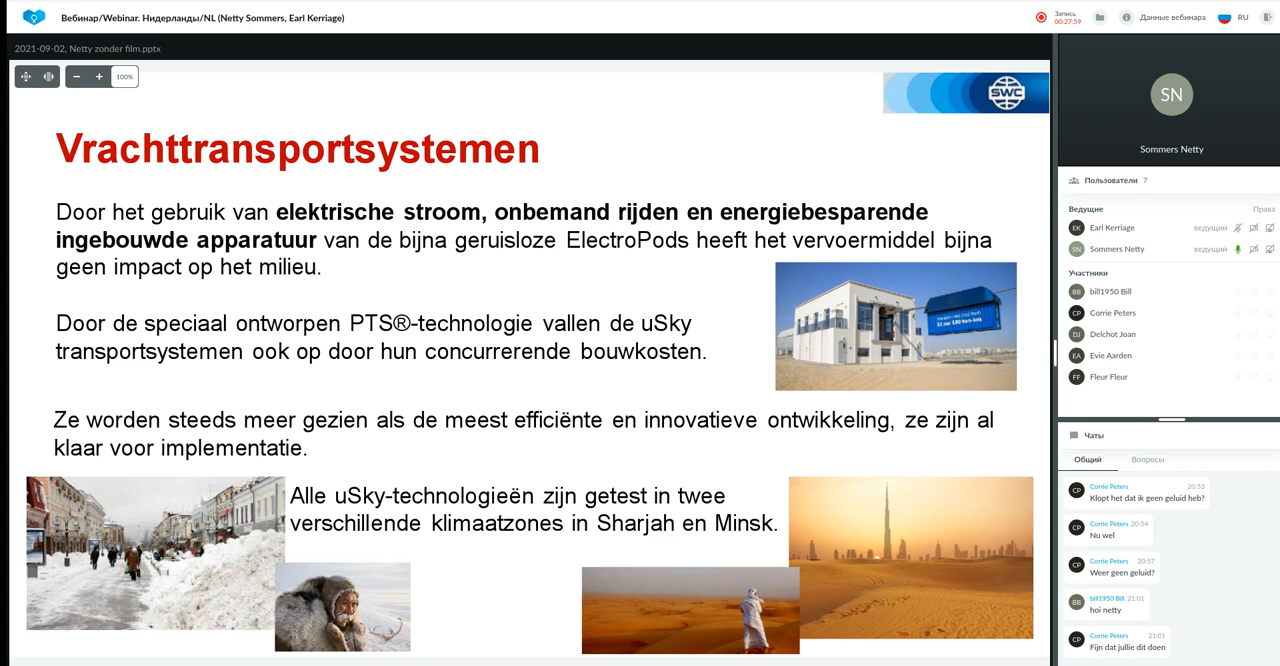 Вебинар/Webinar. Нидерланды/NL (Netty Sommers, Earl Kerriage)
Запись
00:27:59
Данные вебинара
RU
2021-09-02, Netty zonder film.pptx
100%
SWC
Vrachttransportsystemen
Door het gebruik van elektrische stroom, onbemand rijden en energiebesparende
ingebouwde apparatuur van de bijna geruisloze ElectroPods heeft het vervoermiddel bijna
geen impact op het milieu.
Door de speciaal ontworpen PTS®-technologie vallen de uSky
transportsystemen ook op door hun concurrerende bouwkosten.
Ze worden steeds meer gezien als de meest efficiënte en innovatieve ontwikkeling, ze zijn al
klaar voor implementatie.
Alle uSky-technologieën zijn getest in twee
verschillende klimaatzones in Sharjah en Minsk.
SN
Sommers Netty
Пользователи 7
Ведущие Права
EK Earl Kerriage ведущий
SN Sommers Netty ведущий
Участники
BB bill1950 Bill
CP Corrie Peters
DJ Delchot Joan
EA Evie Aarden
FF Fleur Fleur
Чаты
Общий Вопросы
CP Corrie Peters 20:53
Klopt het dat ik geen geluid heb?
CP Corrie Peters 20:54
Nu wel
CP Corrie Peters 20:57
Weer geen geluid?
BB bill1950 Bill 21:01
hoi netty
CP Corrie Peters 21:01
Fijn dat jullie dit doen